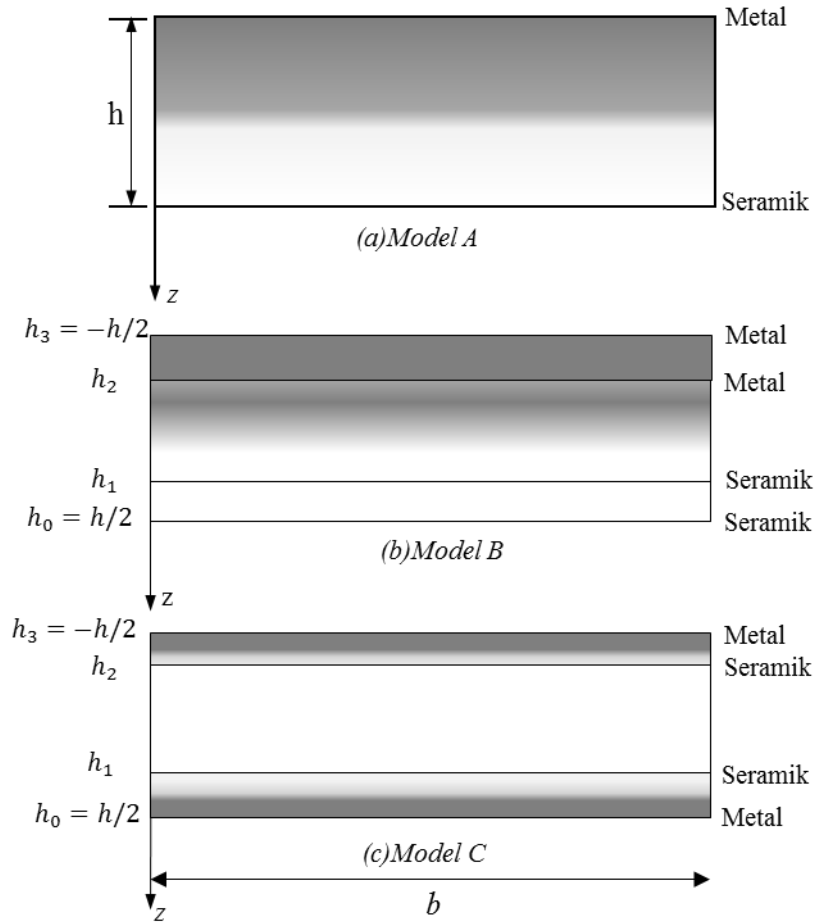 Metal
h
Seramik
(a)Model A
z
h₃ = −h/2
Metal
h₂
Metal
h₁
Seramik
h₀ = h/2
Seramik
(b)Model B
z
h₃ = −h/2
Metal
h₂
Seramik
h₁
Seramik
h₀ = h/2
Metal
(c)Model C
b
z